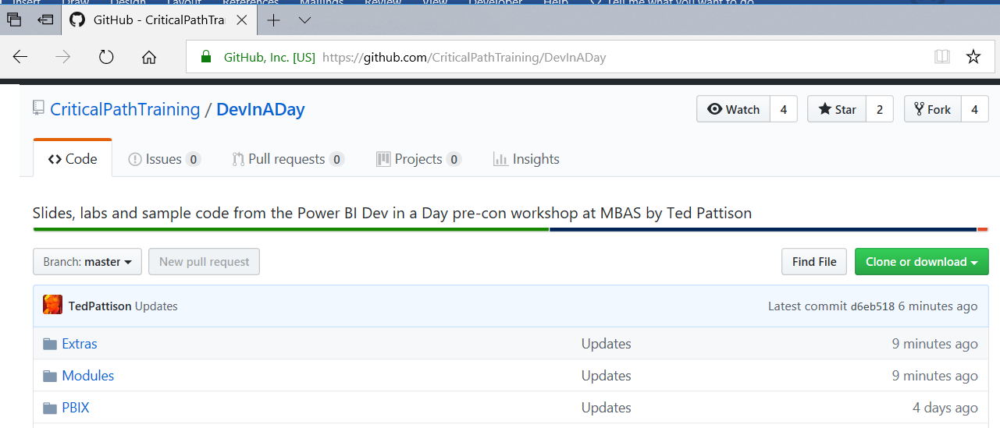 Insert Draw Design Layout References Mailings Review View Developer Help Tell me what you want to do
GitHub - CriticalPathTrai
GitHub, Inc. [US] https://github.com/CriticalPathTraining/DevInADay
CriticalPathTraining / DevInADay
Watch 4 Star 2 Fork 4
Code Issues 0 Pull requests 0 Projects 0 Insights
Slides, labs and sample code from the Power BI Dev in a Day pre-con workshop at MBAS by Ted Pattison
Branch: master New pull request Find File Clone or download
TedPattison Updates Latest commit d6eb518 6 minutes ago
Extras Updates 9 minutes ago
Modules Updates 9 minutes ago
PBIX Updates 4 days ago